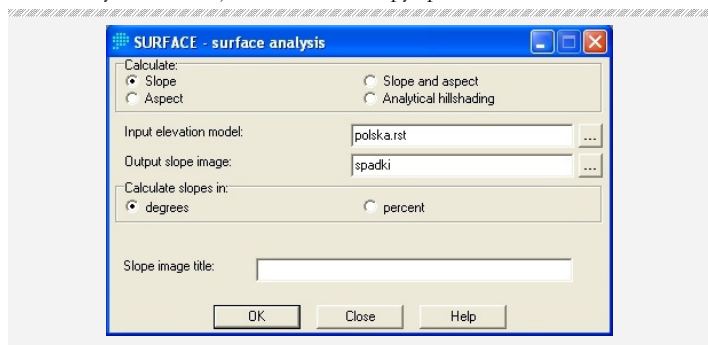 SURFACE - surface analysis
Calculate:
Slope
Slope and aspect
Aspect
Analytical hillshading
Input elevation model:
polska.rst
...
Output slope image:
spadki
...
Calculate slopes in:
degrees
percent
Slope image title:
OK
Close
Help